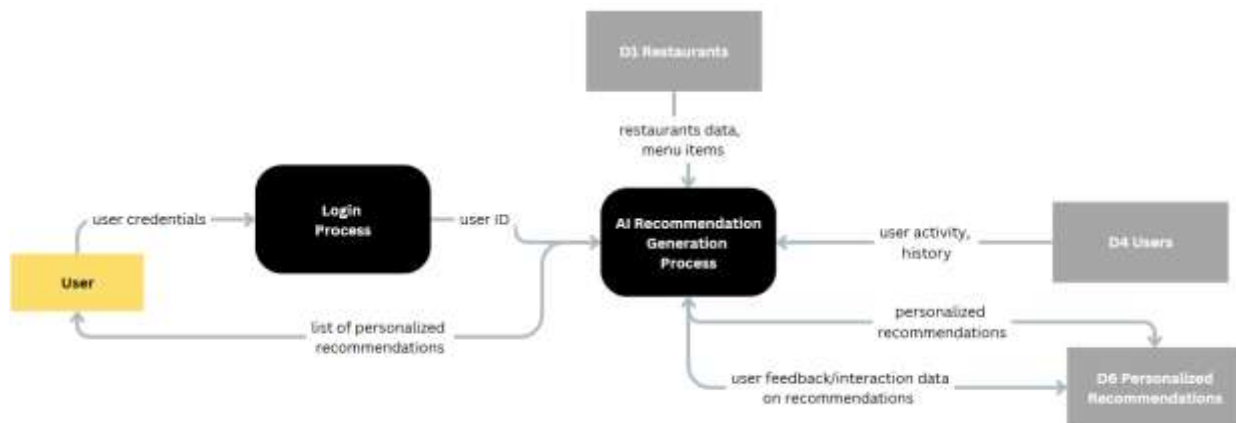 D1 Restaurants
restaurants data,
menu items
Login
Process
user credentials
user ID
AI Recommendation
Generation
Process
user activity,
history
D4 Users
User
list of personalized
recommendations
personalized
recommendations
user feedback/interaction data
on recommendations
D6 Personalized
Recommendations